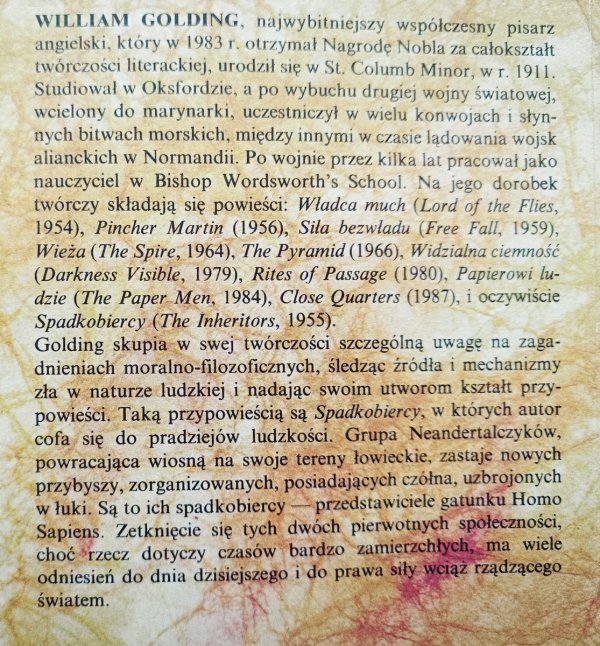 WILLIAM GOLDING, najwybitniejszy współczesny pisarz
angielski, który w 1983 r. otrzymał Nagrodę Nobla za całokształt
twórczości literackiej, urodził się w St. Columb Minor, w r. 1911.
Studiował w Oksfordzie, a po wybuchu drugiej wojny światowej,
wcielony do marynarki, uczestniczył w wielu konwojach i słyn-
nych bitwach morskich, między innymi w czasie lądowania wojsk
alianckich w Normandii. Po wojnie przez kilka lat pracował jako
nauczyciel w Bishop Wordsworth's School. Na jego dorobek
twórczy składają się powieści: Władca much (Lord of the Flies,
1954), Pincher Martin (1956), Siła bezwładu (Free Fall, 1959),
Wieża (The Spire, 1964), The Pyramid (1966), Widzialna ciemność
(Darkness Visible, 1979), Rites of Passage (1980), Papierowi lu-
dzie (The Paper Men, 1984), Close Quarters (1987), i oczywiście
Spadkobiercy (The Inheritors, 1955).
Golding skupia w swej twórczości szczególną uwagę na zaga-
dnieniach moralno-filozoficznych, śledząc źródła i mechanizmy
zła w naturze ludzkiej i nadając swoim utworom kształt przy-
powieści. Taką przypowieścią są Spadkobiercy, w których autor
cofa się do pradziejów ludzkości. Grupa Neandertalczyków,
powracająca wiosną na swoje tereny łowieckie, zastaje nowych
przybyszy, zorganizowanych, posiadających czółna, uzbrojonych
w łuki. Są to ich spadkobiercy — przedstawiciele gatunku Homo
Sapiens. Zetknięcie się tych dwóch pierwotnych społeczności,
choć rzecz dotyczy czasów bardzo zamierzchłych, ma wiele
odniesień do dnia dzisiejszego i do prawa siły wciąż rządzącego
światem.